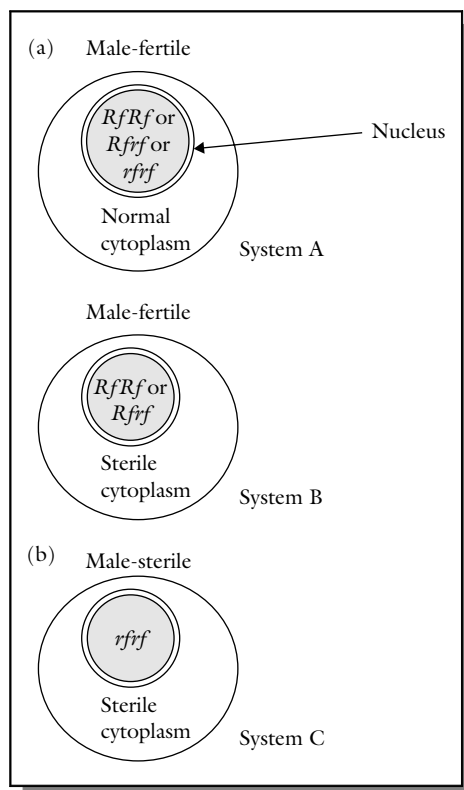 (a) Male-fertile
RfRf or
Rfrf or
rfrf
Nucleus
Normal
cytoplasm
System A
Male-fertile
RfRf or
Rfrf
Sterile
cytoplasm
System B
(b) Male-sterile
rfrf
Sterile
cytoplasm
System C